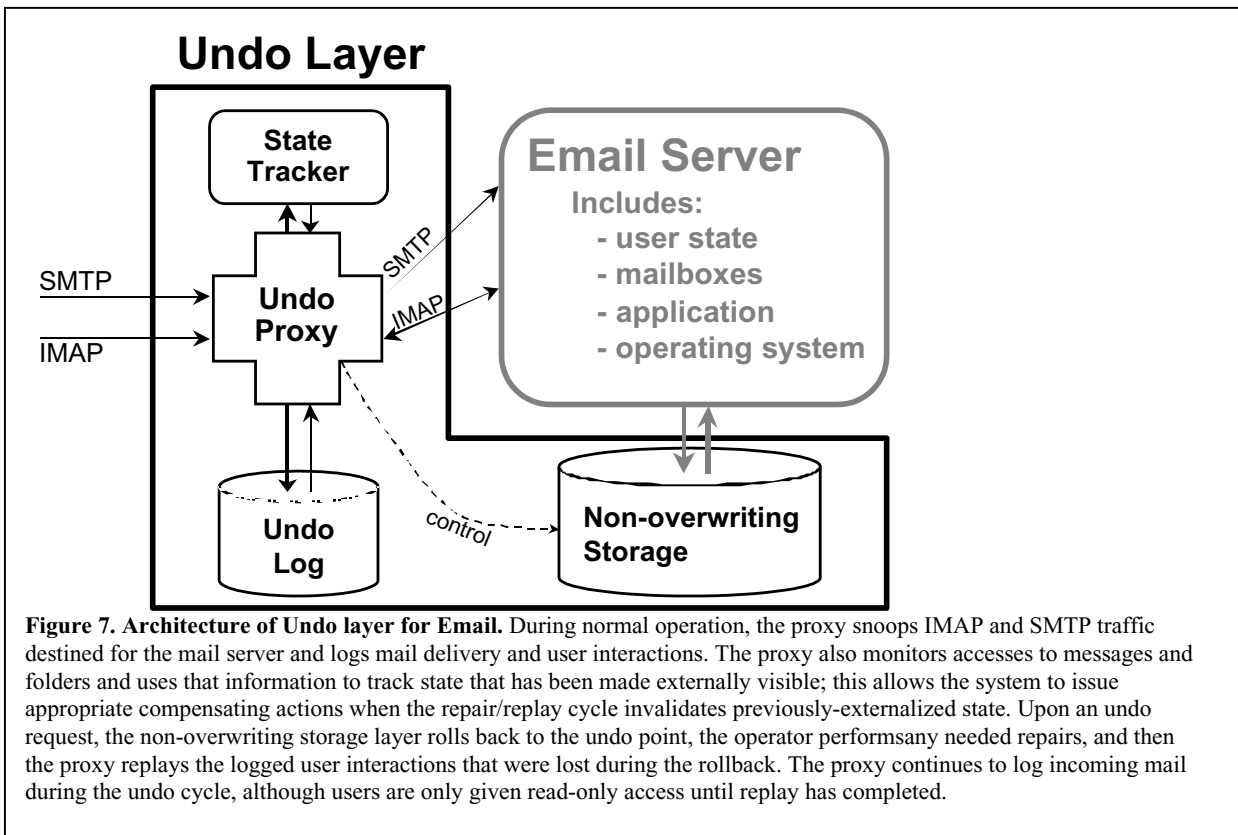 Undo Layer
State
Tracker
Email Server
Includes:
- user state
- mailboxes
- application
- operating system
SMTP
SMTP
Undo
Proxy
IMAP
IMAP
control
Undo
Log
Non-overwriting
Storage
Figure 7. Architecture of Undo layer for Email. During normal operation, the proxy snoops IMAP and SMTP traffic
destined for the mail server and logs mail delivery and user interactions. The proxy also monitors accesses to messages and
folders and uses that information to track state that has been made externally visible; this allows the system to issue
appropriate compensating actions when the repair/replay cycle invalidates previously-externalized state. Upon an undo
request, the non-overwriting storage layer rolls back to the undo point, the operator performsany needed repairs, and then
the proxy replays the logged user interactions that were lost during the rollback. The proxy continues to log incoming mail
during the undo cycle, although users are only given read-only access until replay has completed.